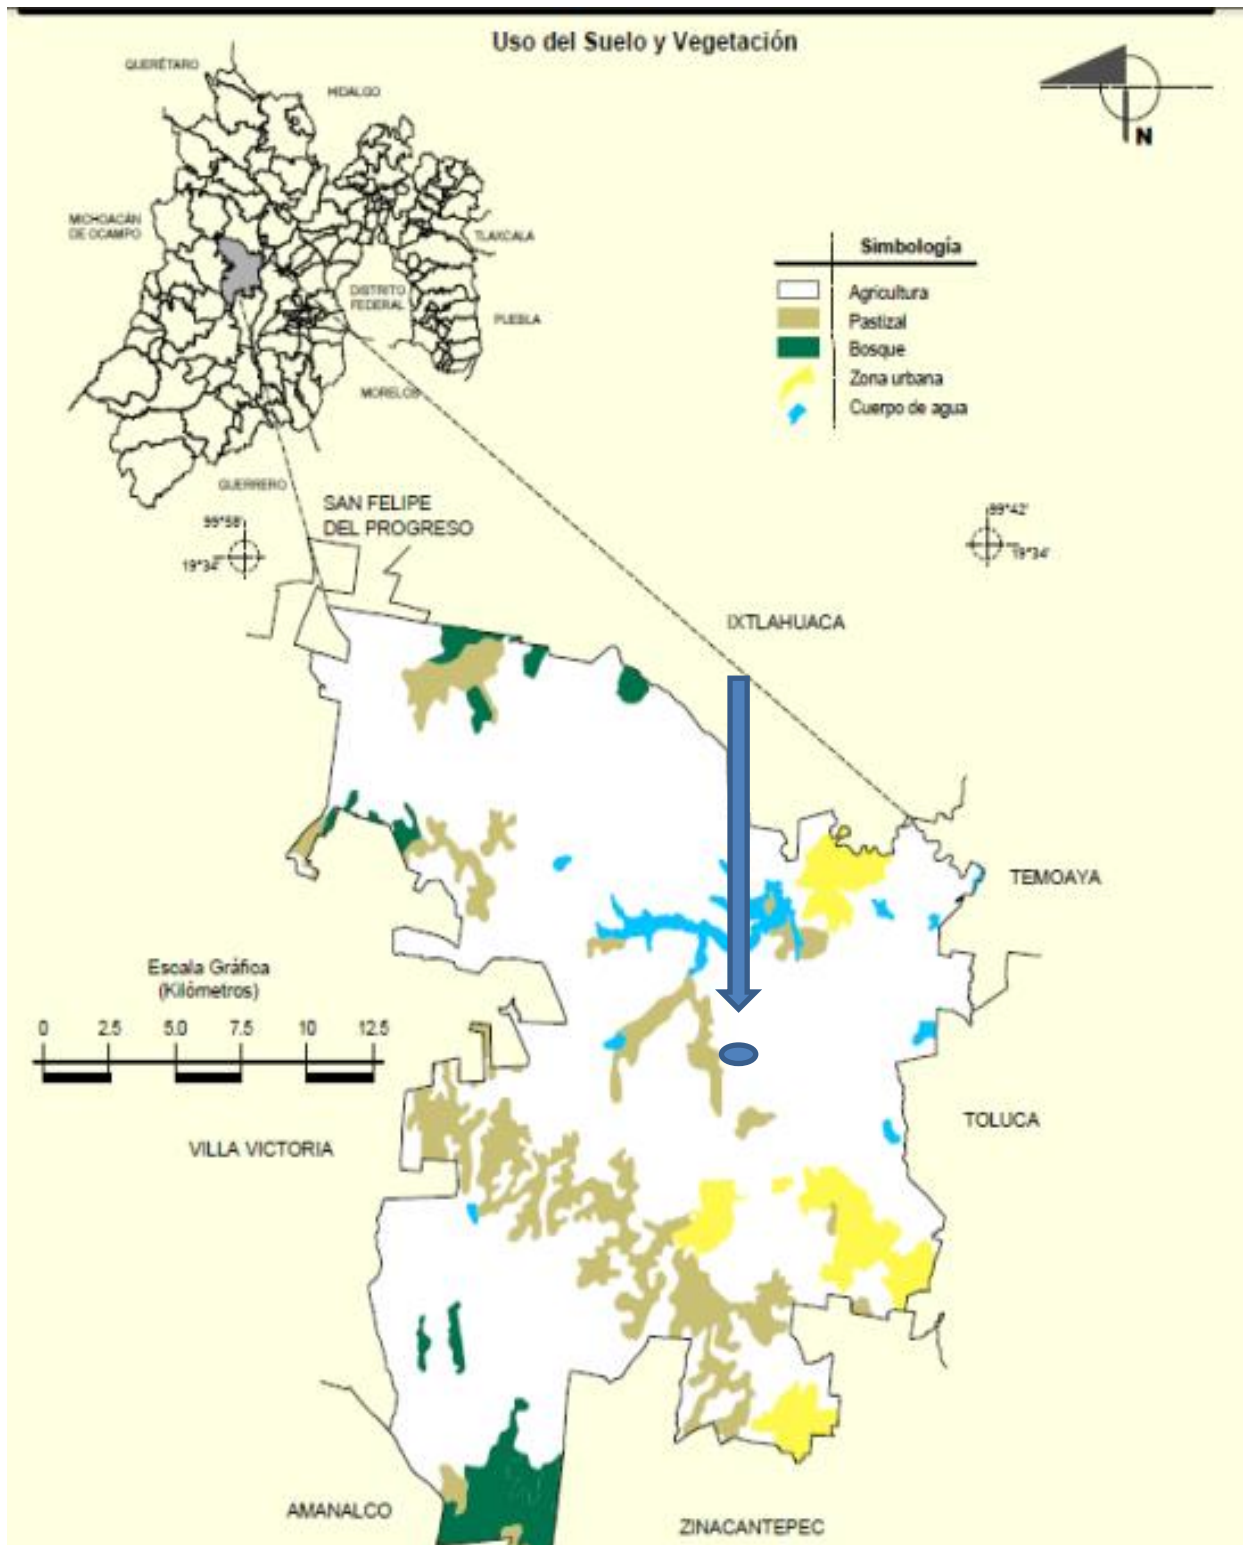 Uso del Suelo y Vegetación
QUERÉTARO
HIDALGO
N
MICHOACÁN
DE OCAMPO
TLAXCALA
DISTRITO
FEDERAL
PUEBLA
MORELOS
GUERRERO
Simbología
Agricultura
Pastizal
Bosque
Zona urbana
Cuerpo de agua
SAN FELIPE
DEL PROGRESO
99°58'
19°34'
99°42'
19°34'
IXTLAHUACA
TEMOAYA
Escala Gráfica
(Kilómetros)
0 2.5 5.0 7.5 10 12.5
TOLUCA
VILLA VICTORIA
AMANALCO
ZINACANTEPEC